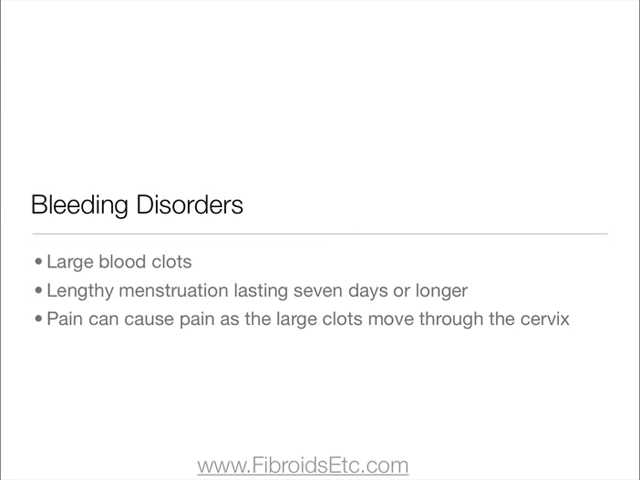 Bleeding Disorders
• Large blood clots
• Lengthy menstruation lasting seven days or longer
• Pain can cause pain as the large clots move through the cervix
www.FibroidsEtc.com